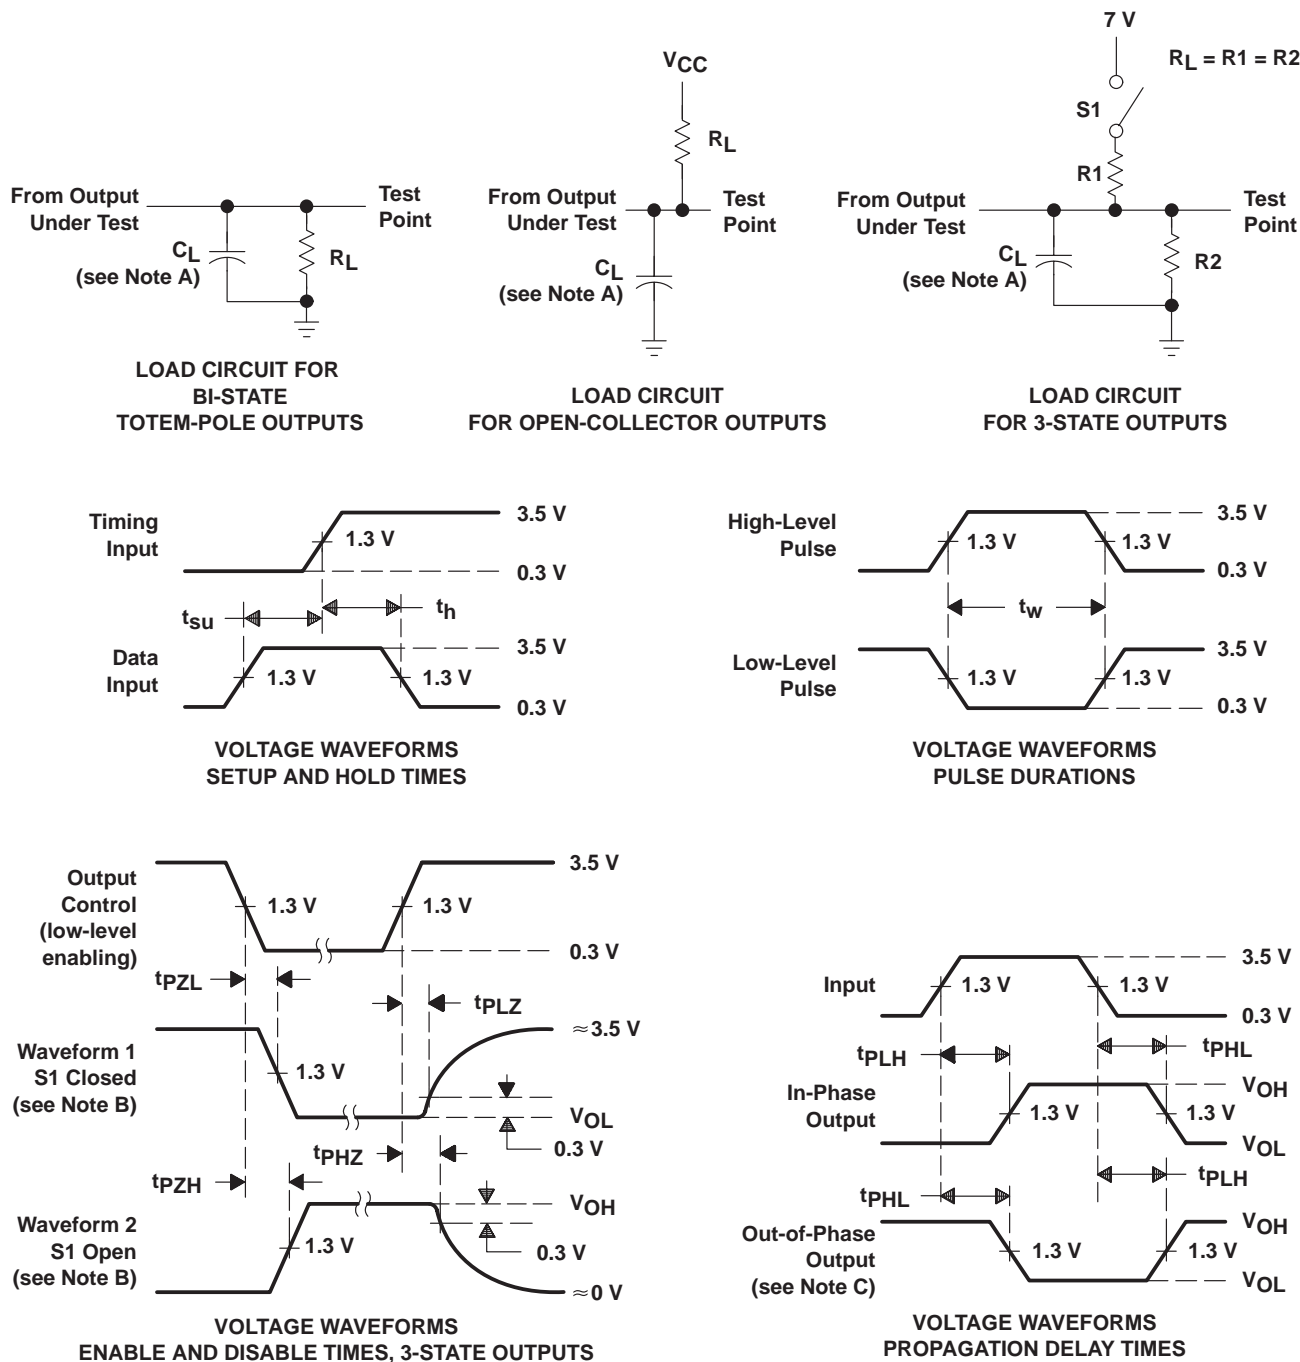 VCC
RL
From Output
Under Test
Test
Point
CL
(see Note A)
RL
LOAD CIRCUIT FOR
BI-STATE
TOTEM-POLE OUTPUTS
From Output
Under Test
Test
Point
CL
(see Note A)
LOAD CIRCUIT
FOR OPEN-COLLECTOR OUTPUTS
7 V
RL = R1 = R2
S1
R1
From Output
Under Test
Test
Point
CL
(see Note A)
R2
LOAD CIRCUIT
FOR 3-STATE OUTPUTS
Timing
Input
1.3 V
3.5 V
0.3 V
tsu
th
Data
Input
1.3 V
1.3 V
3.5 V
0.3 V
VOLTAGE WAVEFORMS
SETUP AND HOLD TIMES
High-Level
Pulse
1.3 V
1.3 V
3.5 V
0.3 V
tw
Low-Level
Pulse
1.3 V
1.3 V
3.5 V
0.3 V
VOLTAGE WAVEFORMS
PULSE DURATIONS
Output
Control
(low-level
enabling)
1.3 V
1.3 V
3.5 V
0.3 V
tPZL
tPLZ
Waveform 1
S1 Closed
(see Note B)
1.3 V
≈3.5 V
VOL
0.3 V
tPZH
tPHZ
Waveform 2
S1 Open
(see Note B)
1.3 V
VOH
0.3 V
≈0 V
VOLTAGE WAVEFORMS
ENABLE AND DISABLE TIMES, 3-STATE OUTPUTS
Input
1.3 V
1.3 V
3.5 V
0.3 V
tPLH
tPHL
In-Phase
Output
1.3 V
1.3 V
VOH
VOL
tPHL
tPLH
Out-of-Phase
Output
(see Note C)
1.3 V
1.3 V
VOH
VOL
VOLTAGE WAVEFORMS
PROPAGATION DELAY TIMES